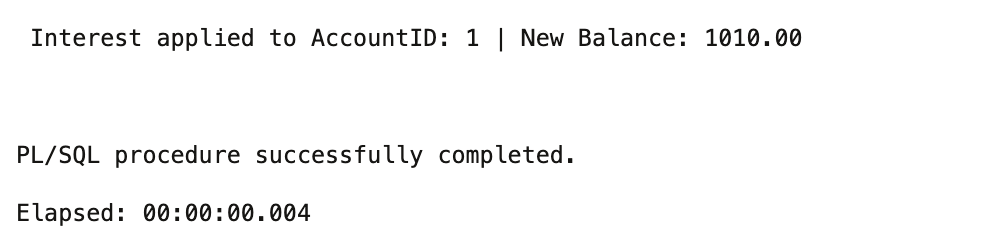 Interest applied to AccountID: 1 | New Balance: 1010.00
PL/SQL procedure successfully completed.
Elapsed: 00:00:00.004